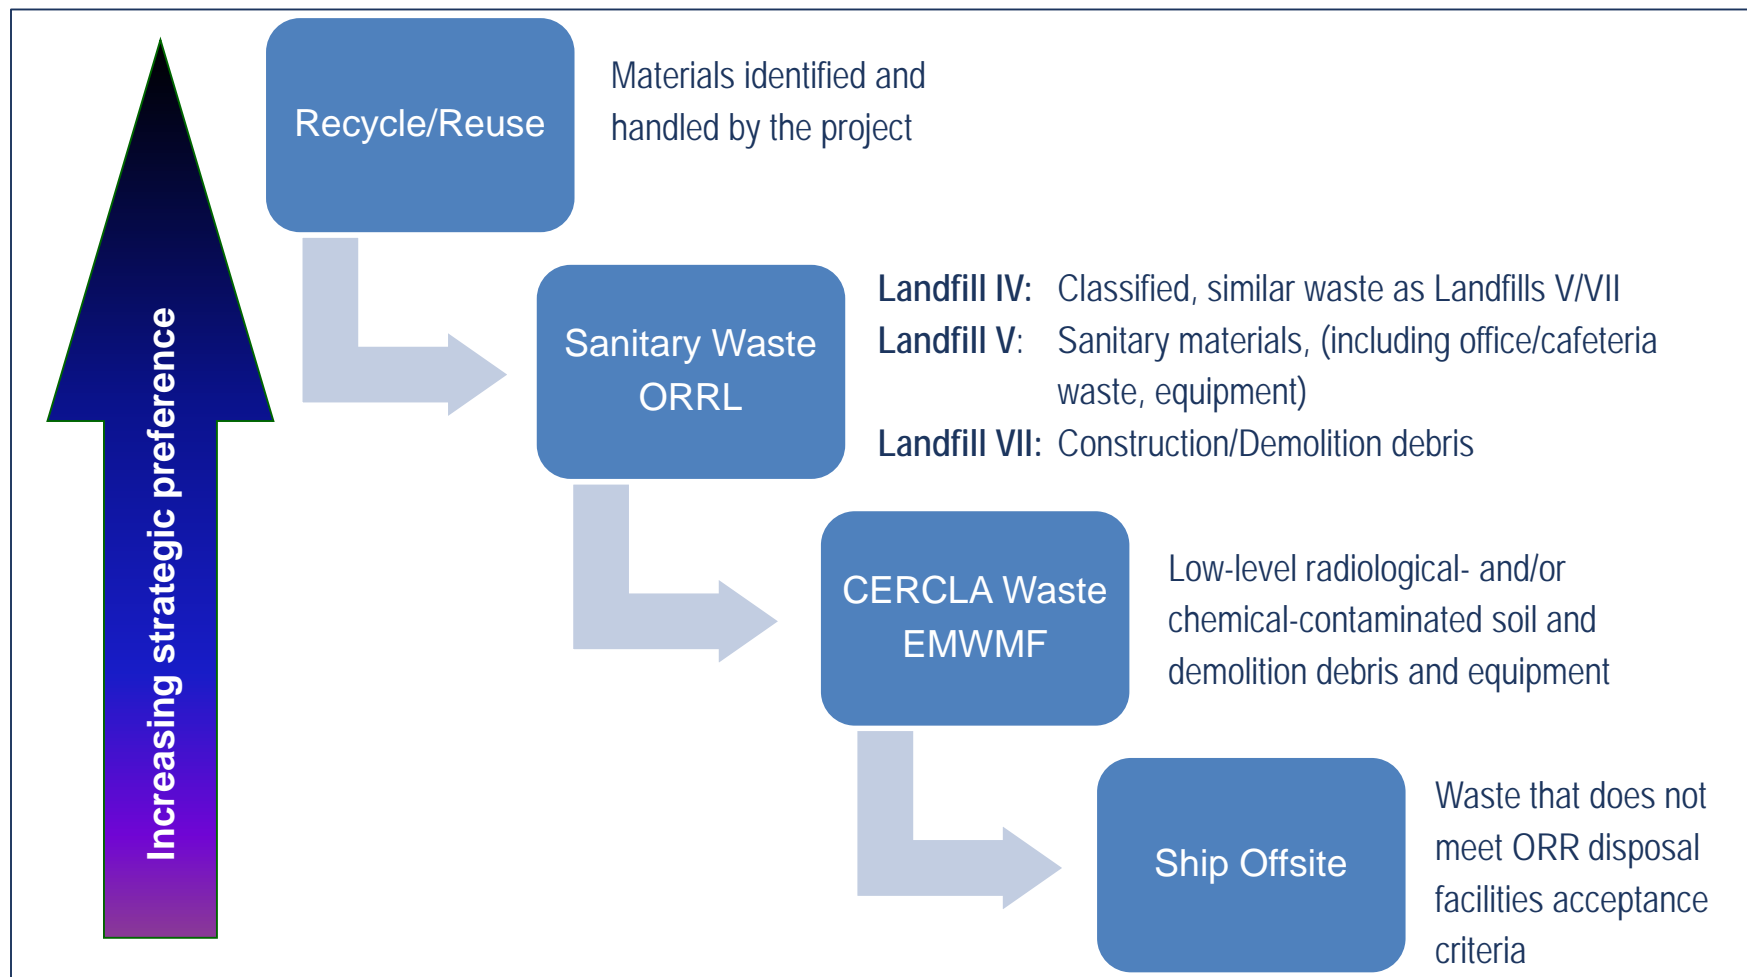 Increasing strategic preference
Recycle/Reuse
Materials identified and
handled by the project
Sanitary Waste
ORRL
Landfill IV: Classified, similar waste as Landfills V/VII
Landfill V: Sanitary materials, (including office/cafeteria
waste, equipment)
Landfill VII: Construction/Demolition debris
CERCLA Waste
EMWMF
Low-level radiological- and/or
chemical-contaminated soil and
demolition debris and equipment
Ship Offsite
Waste that does not
meet ORR disposal
facilities acceptance
criteria